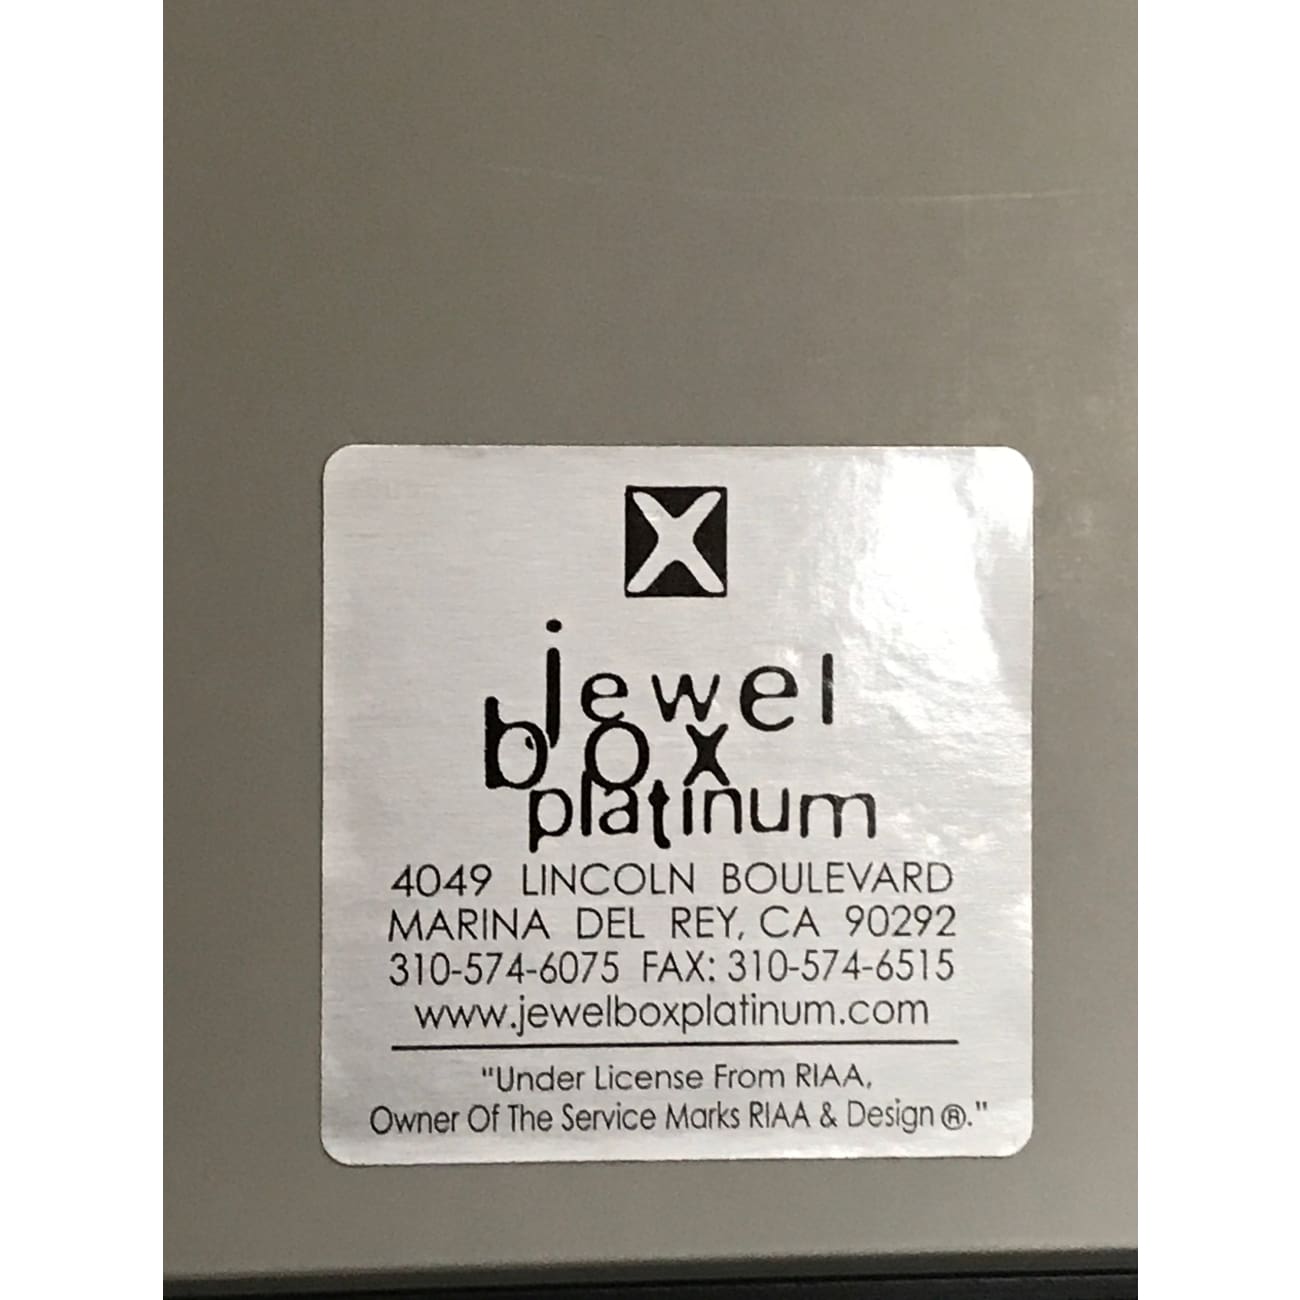 X
jewel
box
platinum
4049 LINCOLN BOULEVARD
MARINA DEL REY, CA 90292
310-574-6075 FAX: 310-574-6515
www.jewelboxplatinum.com
"Under License From RIAA,
Owner Of The Service Marks RIAA & Design ®."